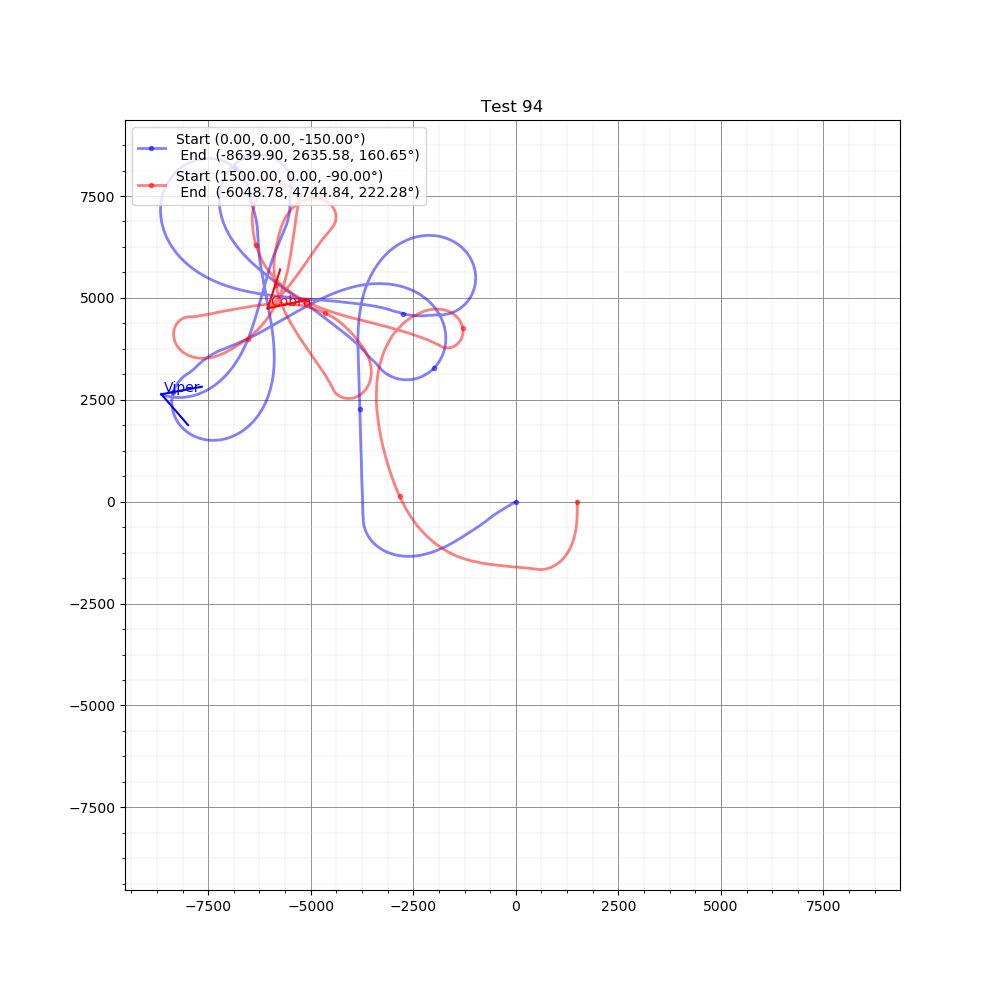 Test 94
Start (0.00, 0.00, -150.00°)
End (-8639.90, 2635.58, 160.65°)
Start (1500.00, 0.00, -90.00°)
End (-6048.78, 4744.84, 222.28°)
7500
5000
2500
0
−2500
−5000
−7500
Cobra
Viper
−7500 −5000 −2500 0 2500 5000 7500